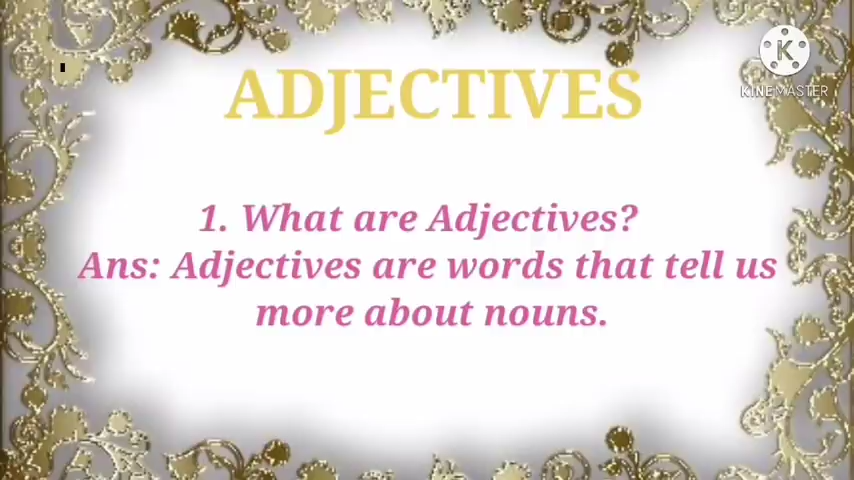 ADJECTIVES
K
KINEMASTER
1. What are Adjectives?
Ans: Adjectives are words that tell us
more about nouns.